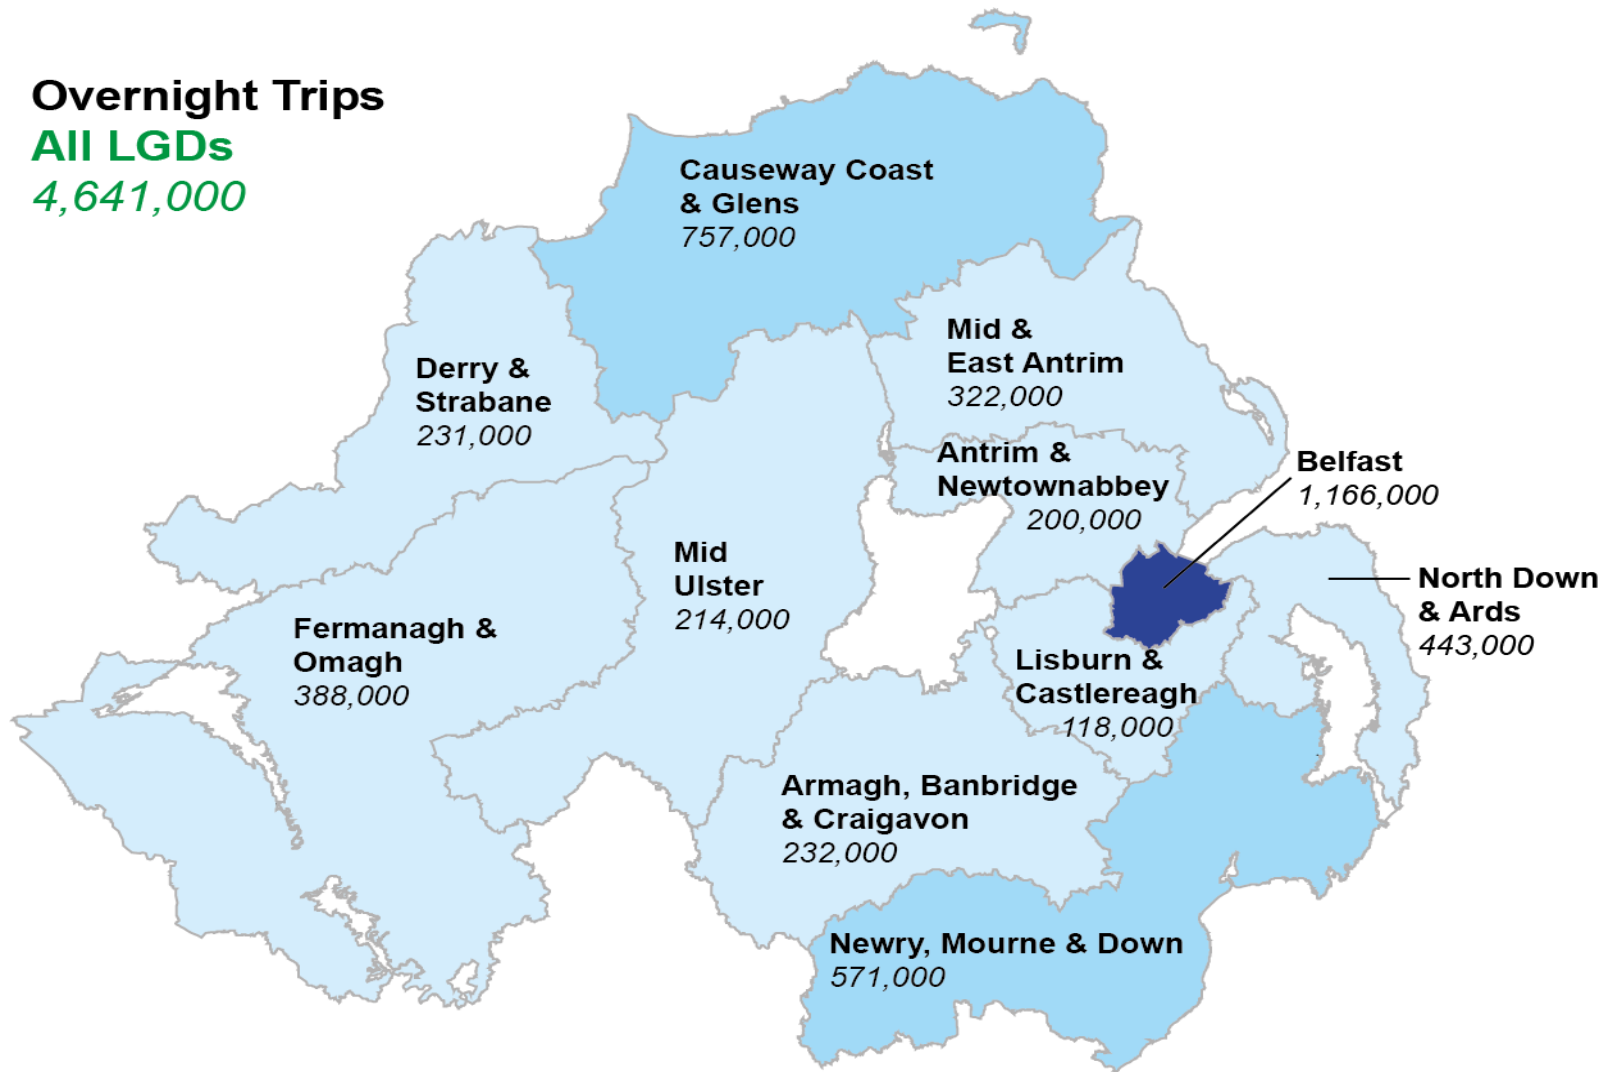 Overnight Trips
All LGDs
4,641,000
Causeway Coast
& Glens
757,000
Mid &
East Antrim
322,000
Derry &
Strabane
231,000
Antrim &
Newtownabbey
200,000
Belfast
1,166,000
Mid
Ulster
214,000
North Down
& Ards
443,000
Fermanagh &
Omagh
388,000
Lisburn &
Castlereagh
118,000
Armagh, Banbridge
& Craigavon
232,000
Newry, Mourne & Down
571,000